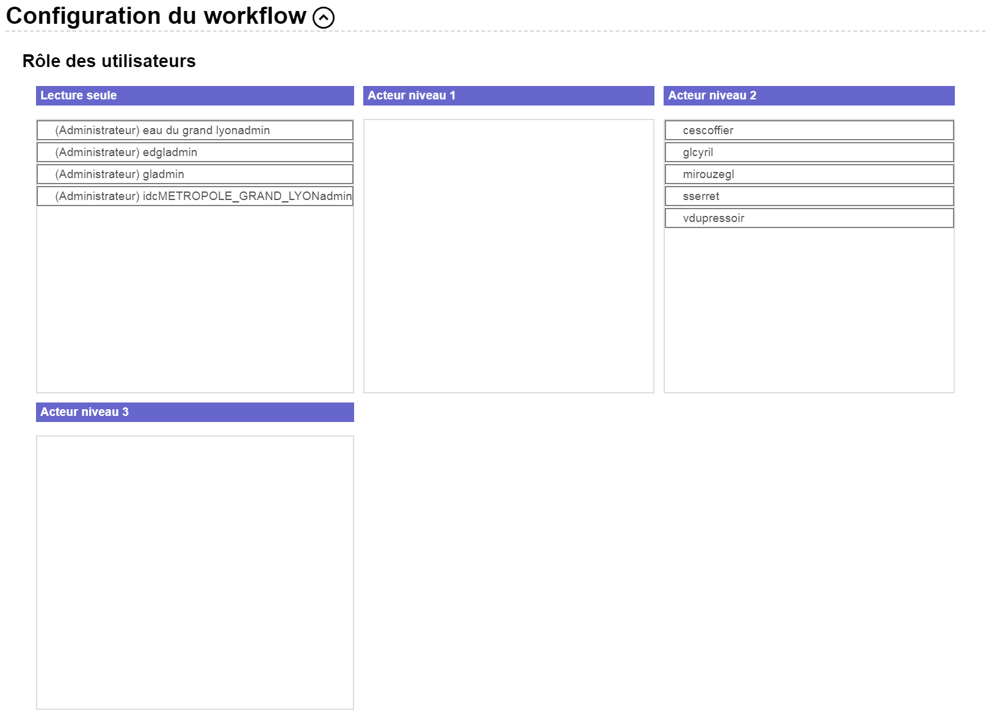 Configuration du workflow
Rôle des utilisateurs
Lecture seule
(Administrateur) eau du grand lyonadmin
(Administrateur) edgladmin
(Administrateur) gladmin
(Administrateur) idcMETROPOLE_GRAND_LYONadmin
Acteur niveau 1
Acteur niveau 2
cescoffier
glcyril
mirouzegl
sserret
vdupressoir
Acteur niveau 3